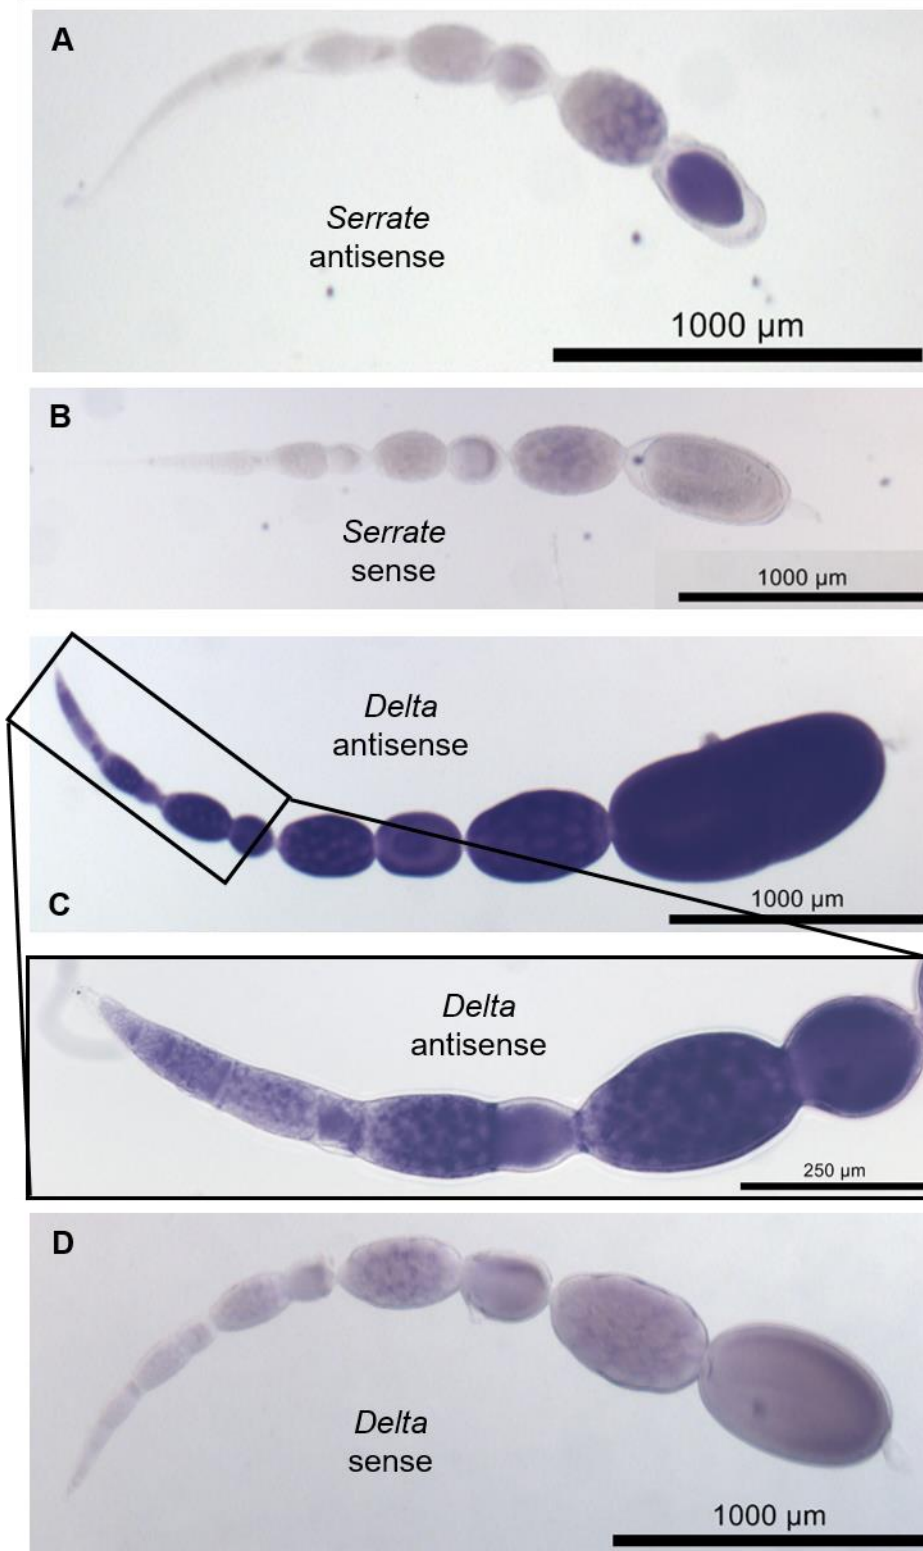 A
Serrate
antisense
1000 µm
B
Serrate
sense
1000 µm
Delta
antisense
C
1000 µm
Delta
antisense
250 µm
D
Delta
sense
1000 µm